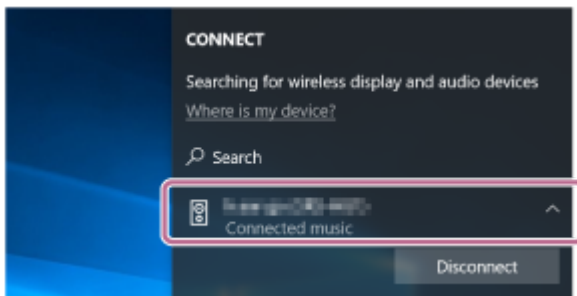 CONNECT
Searching for wireless display and audio devices
Where is my device?
Search
Connected music
Disconnect